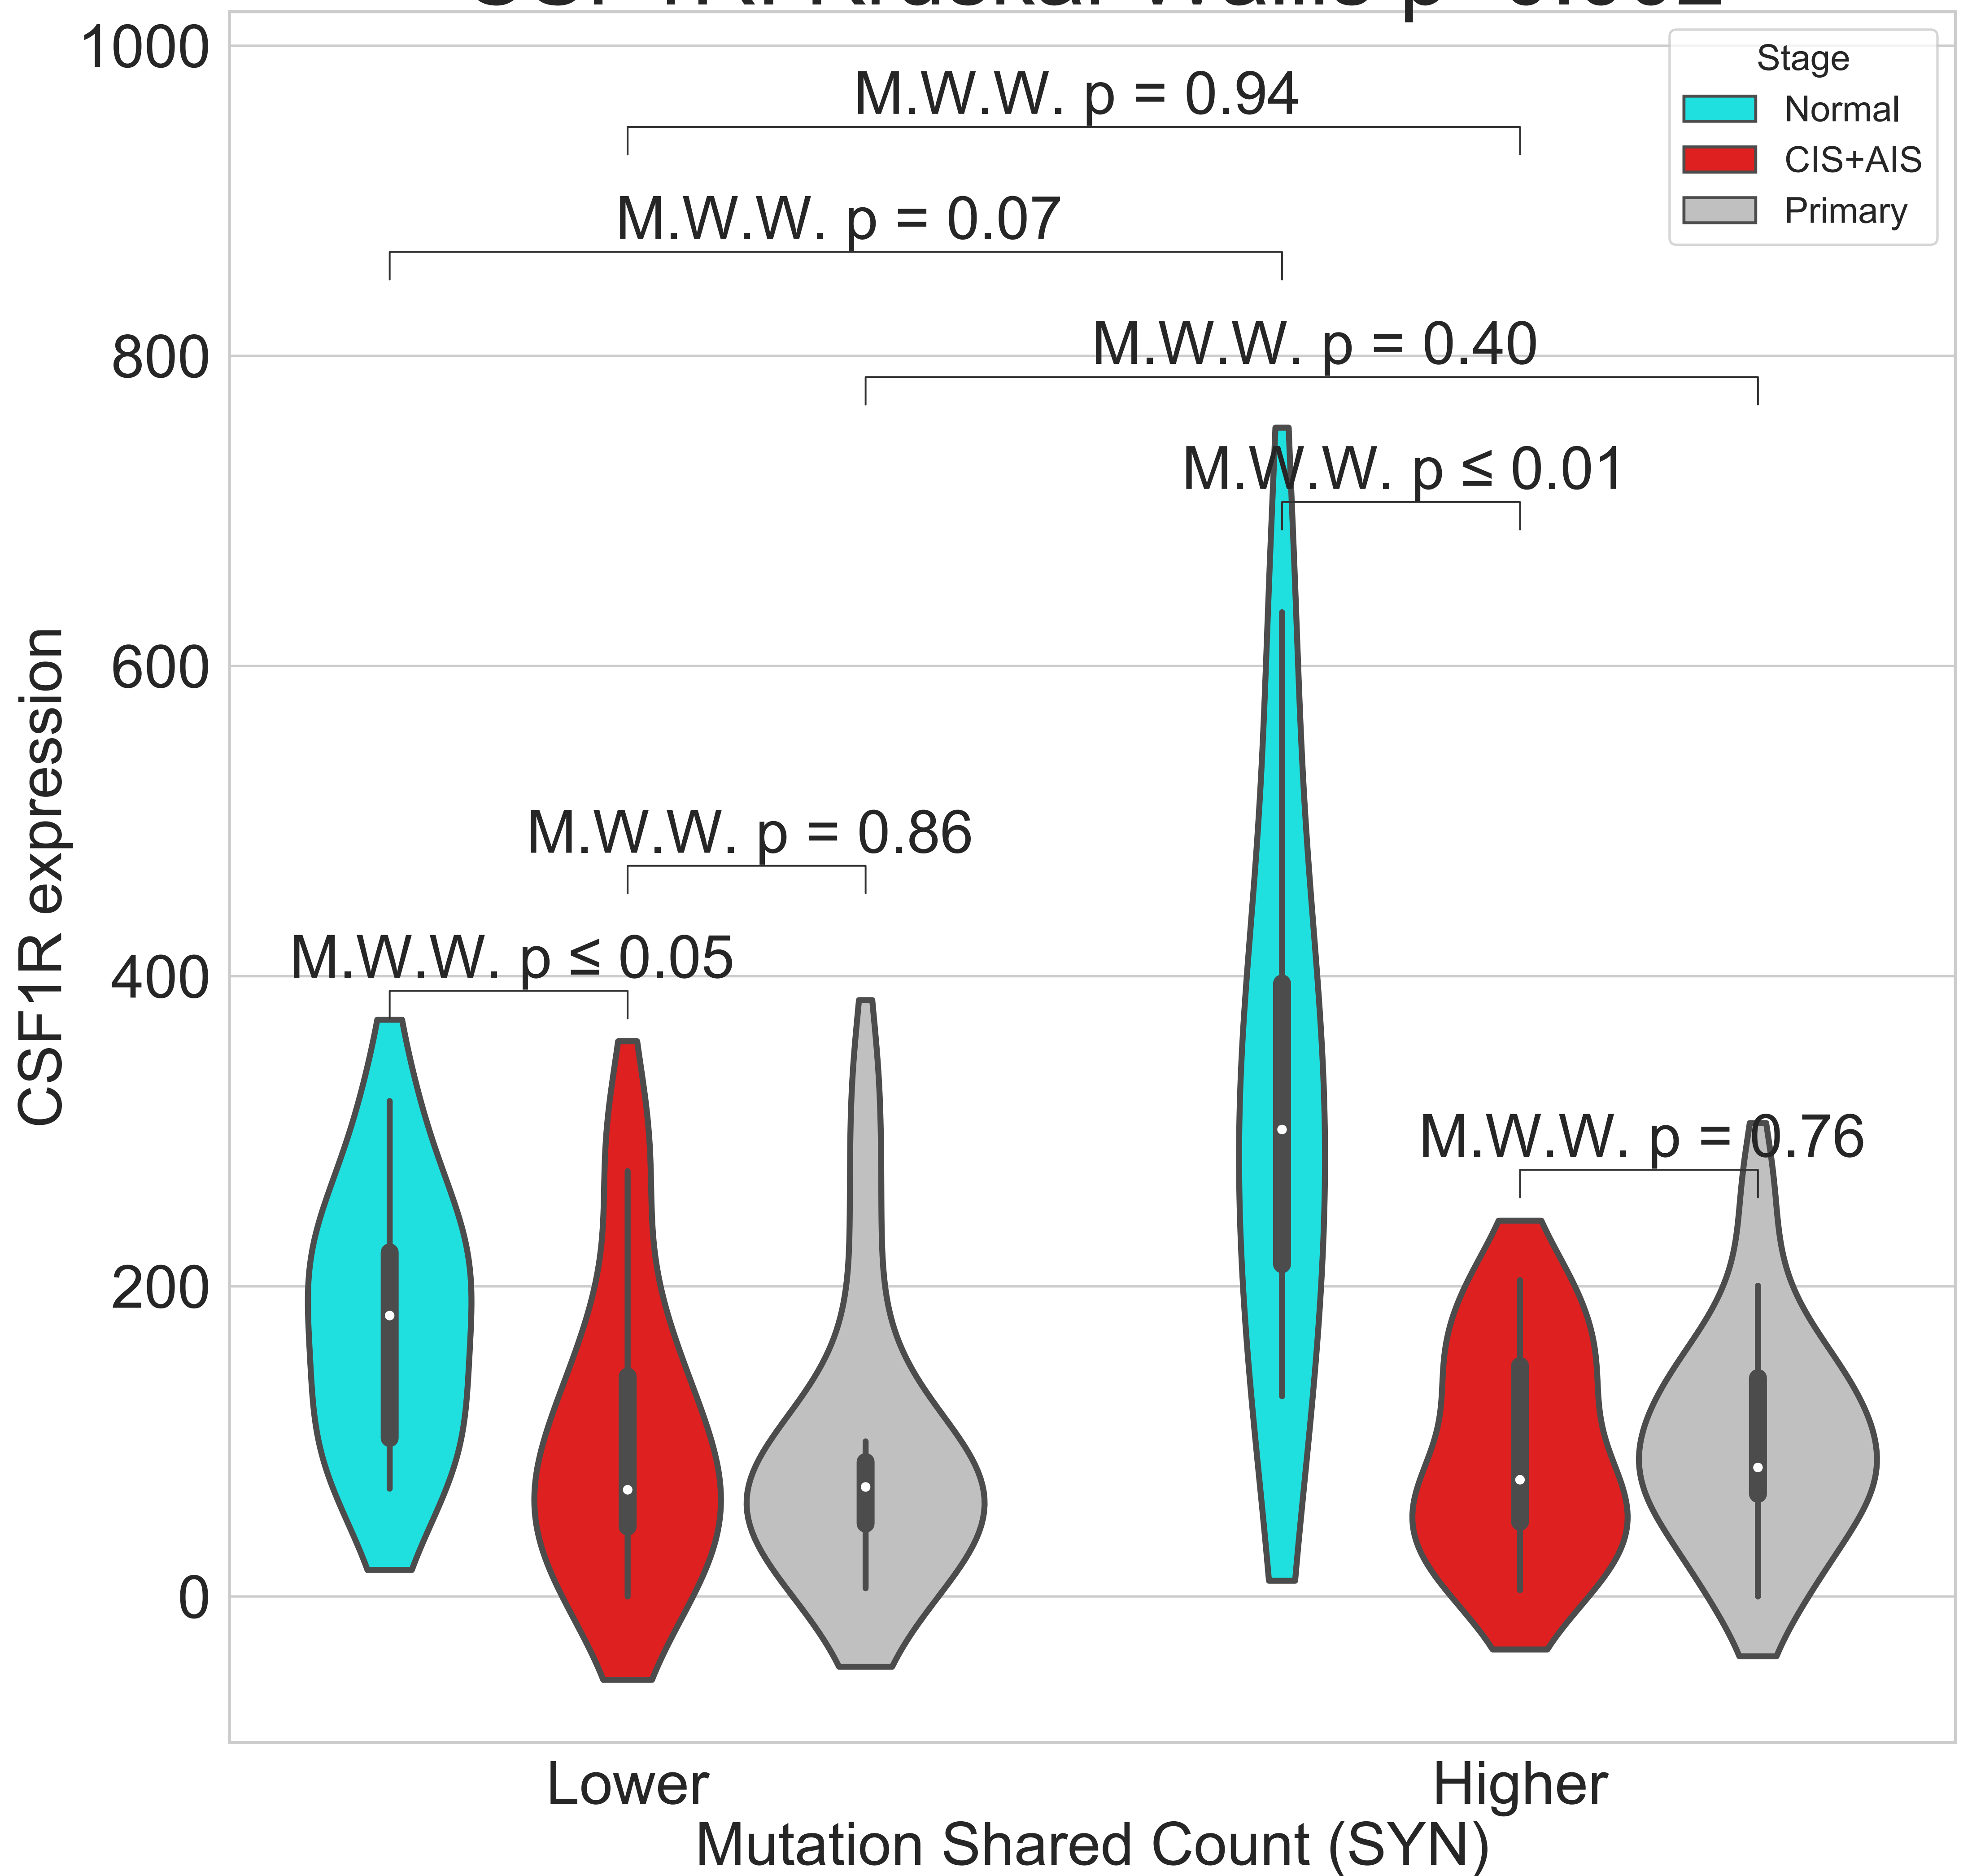 1000
800
600
400
200
0
CSF1R expression
Stage
Normal
CIS+AIS
Primary
M.W.W. p = 0.94
M.W.W. p = 0.07
M.W.W. p = 0.40
M.W.W. p ≤ 0.01
M.W.W. p = 0.86
M.W.W. p ≤ 0.05
M.W.W. p = 0.76
Lower
Higher
Mutation Shared Count (SYN)